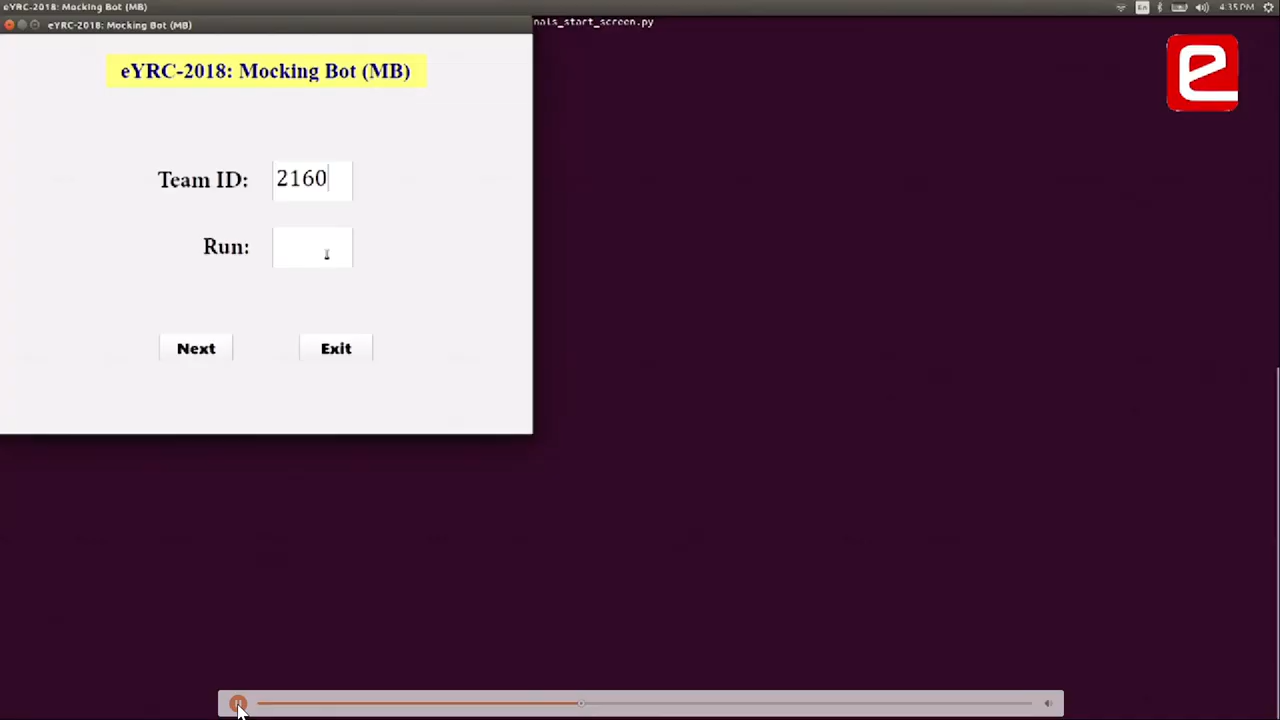 eYRC-2018: Mocking Bot (MB)
En
4:35 PM
eYRC-2018: Mocking Bot (MB)
nals_start_screen.py
eYRC-2018: Mocking Bot (MB)
e
Team ID: 2160
Run:
Next Exit